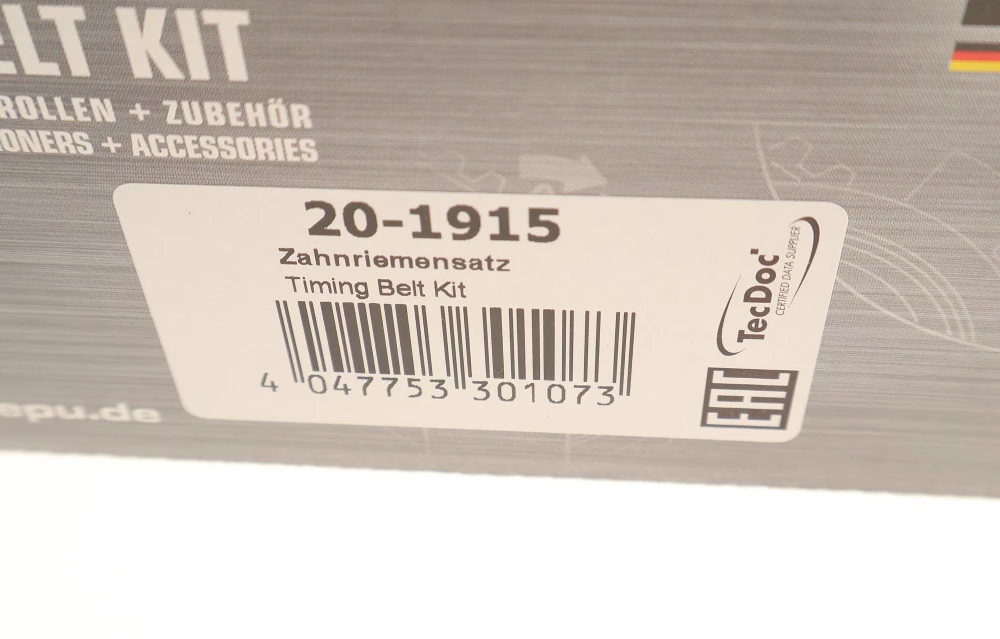 ELT KIT
ROLLEN + ZUBEHÖR
IONERS + ACCESSORIES
20-1915
Zahnriemensatz
Timing Belt Kit
4 047753 301073
TecDoc
CERTIFIED DATA SUPPLIER
EAC
epu.de